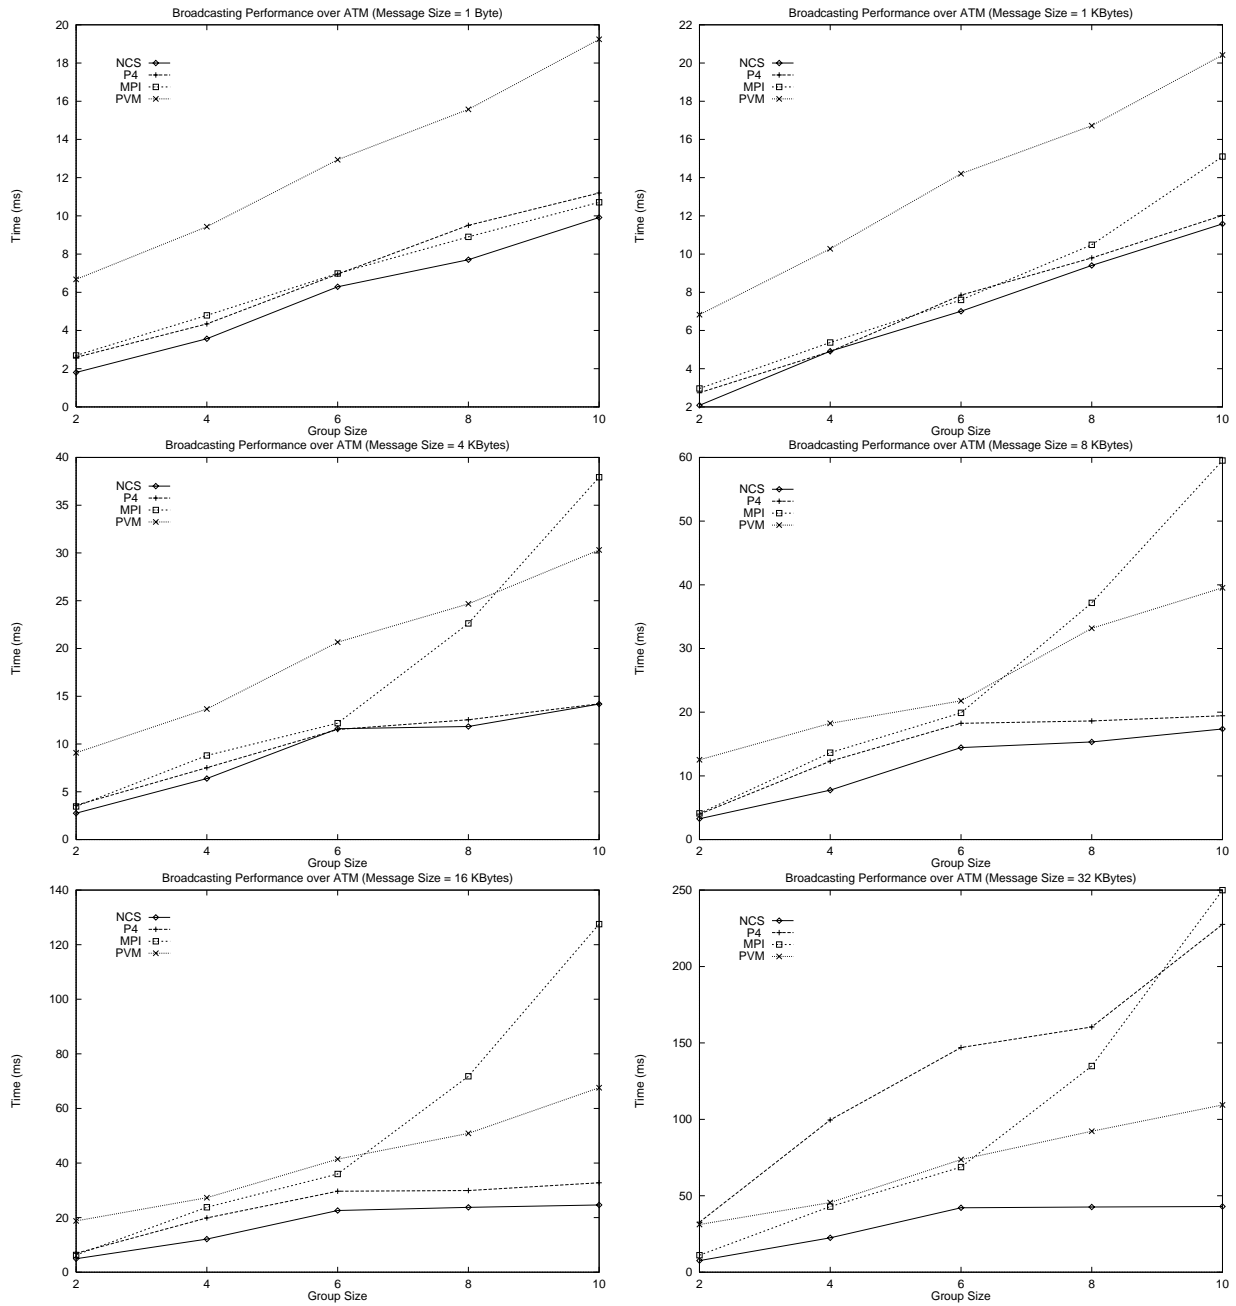 Broadcasting Performance over ATM (Message Size = 1 Byte)
20
18
16
14
12
10
8
6
4
2
0
Time (ms)
NCS
P4
MPI
PVM
2 4 6 8 10
Group Size
Broadcasting Performance over ATM (Message Size = 1 KBytes)
22
20
18
16
14
12
10
8
6
4
2
Time (ms)
NCS
P4
MPI
PVM
2 4 6 8 10
Group Size
Broadcasting Performance over ATM (Message Size = 4 KBytes)
40
35
30
25
20
15
10
5
0
Time (ms)
NCS
P4
MPI
PVM
2 4 6 8 10
Group Size
Broadcasting Performance over ATM (Message Size = 8 KBytes)
60
50
40
30
20
10
0
Time (ms)
NCS
P4
MPI
PVM
2 4 6 8 10
Group Size
Broadcasting Performance over ATM (Message Size = 16 KBytes)
140
120
100
80
60
40
20
0
Time (ms)
NCS
P4
MPI
PVM
2 4 6 8 10
Group Size
Broadcasting Performance over ATM (Message Size = 32 KBytes)
250
200
150
100
50
0
Time (ms)
NCS
P4
MPI
PVM
2 4 6 8 10
Group Size